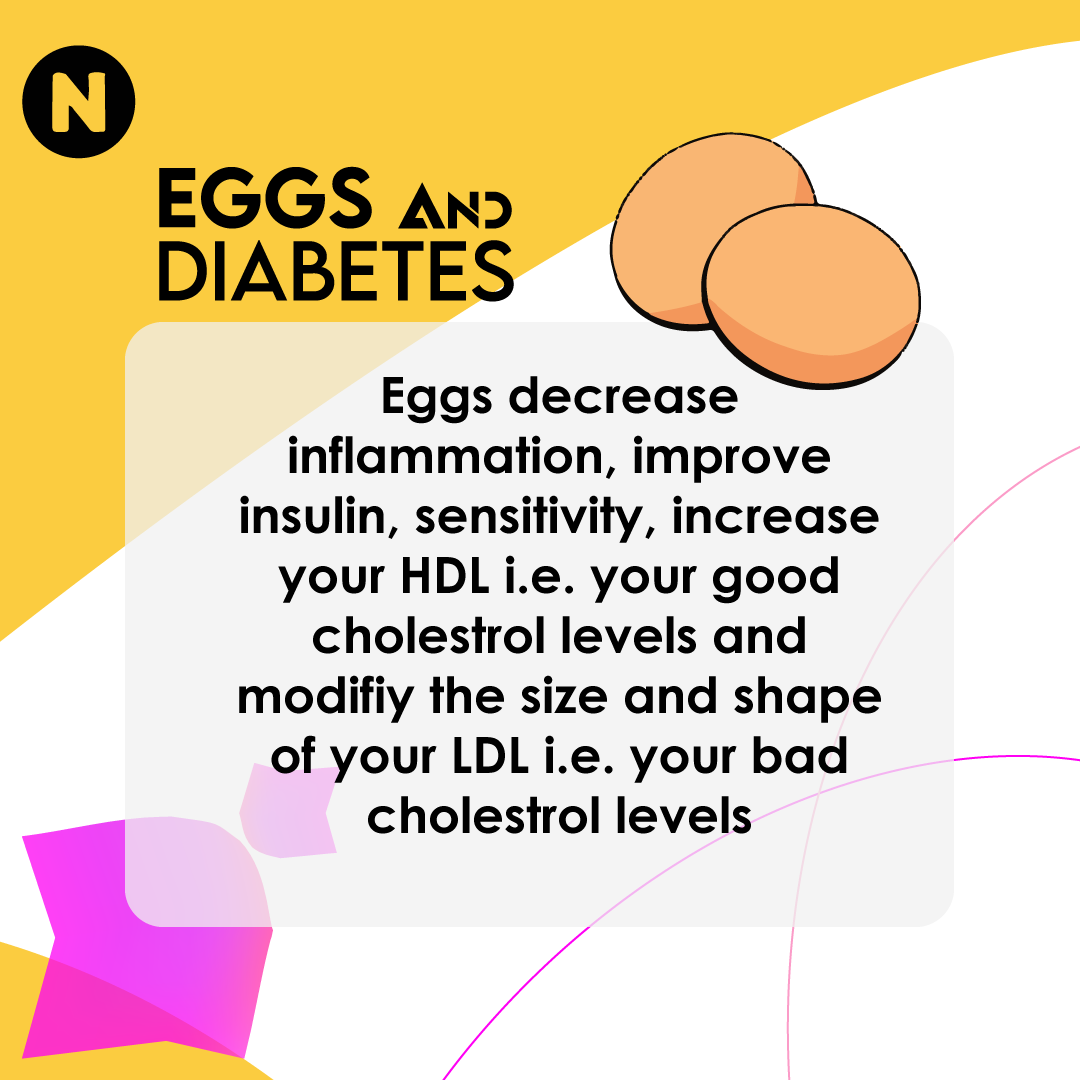 N
EGGS AND
DIABETES
Eggs decrease
inflammation, improve
insulin, sensitivity, increase
your HDL i.e. your good
cholestrol levels and
modifiy the size and shape
of your LDL i.e. your bad
cholestrol levels